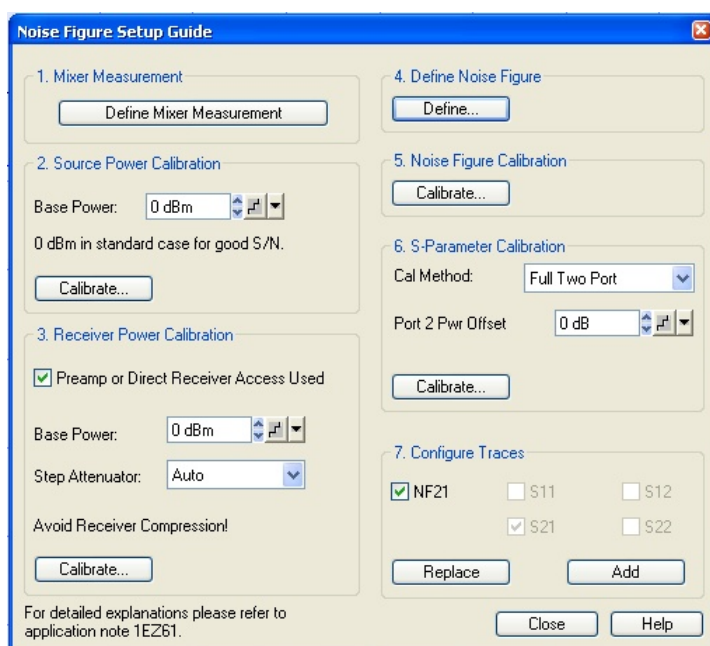 Noise Figure Setup Guide
1. Mixer Measurement
Define Mixer Measurement
2. Source Power Calibration
Base Power:
0 dBm
0 dBm in standard case for good S/N.
Calibrate...
3. Receiver Power Calibration
Preamp or Direct Receiver Access Used
Base Power:
0 dBm
Step Attenuator:
Auto
Avoid Receiver Compression!
Calibrate...
For detailed explanations please refer to
application note 1EZ61.
4. Define Noise Figure
Define...
5. Noise Figure Calibration
Calibrate...
6. S-Parameter Calibration
Cal Method:
Full Two Port
Port 2 Pwr Offset
0 dB
Calibrate...
7. Configure Traces
NF21
S11
S12
S21
S22
Replace
Add
Close
Help